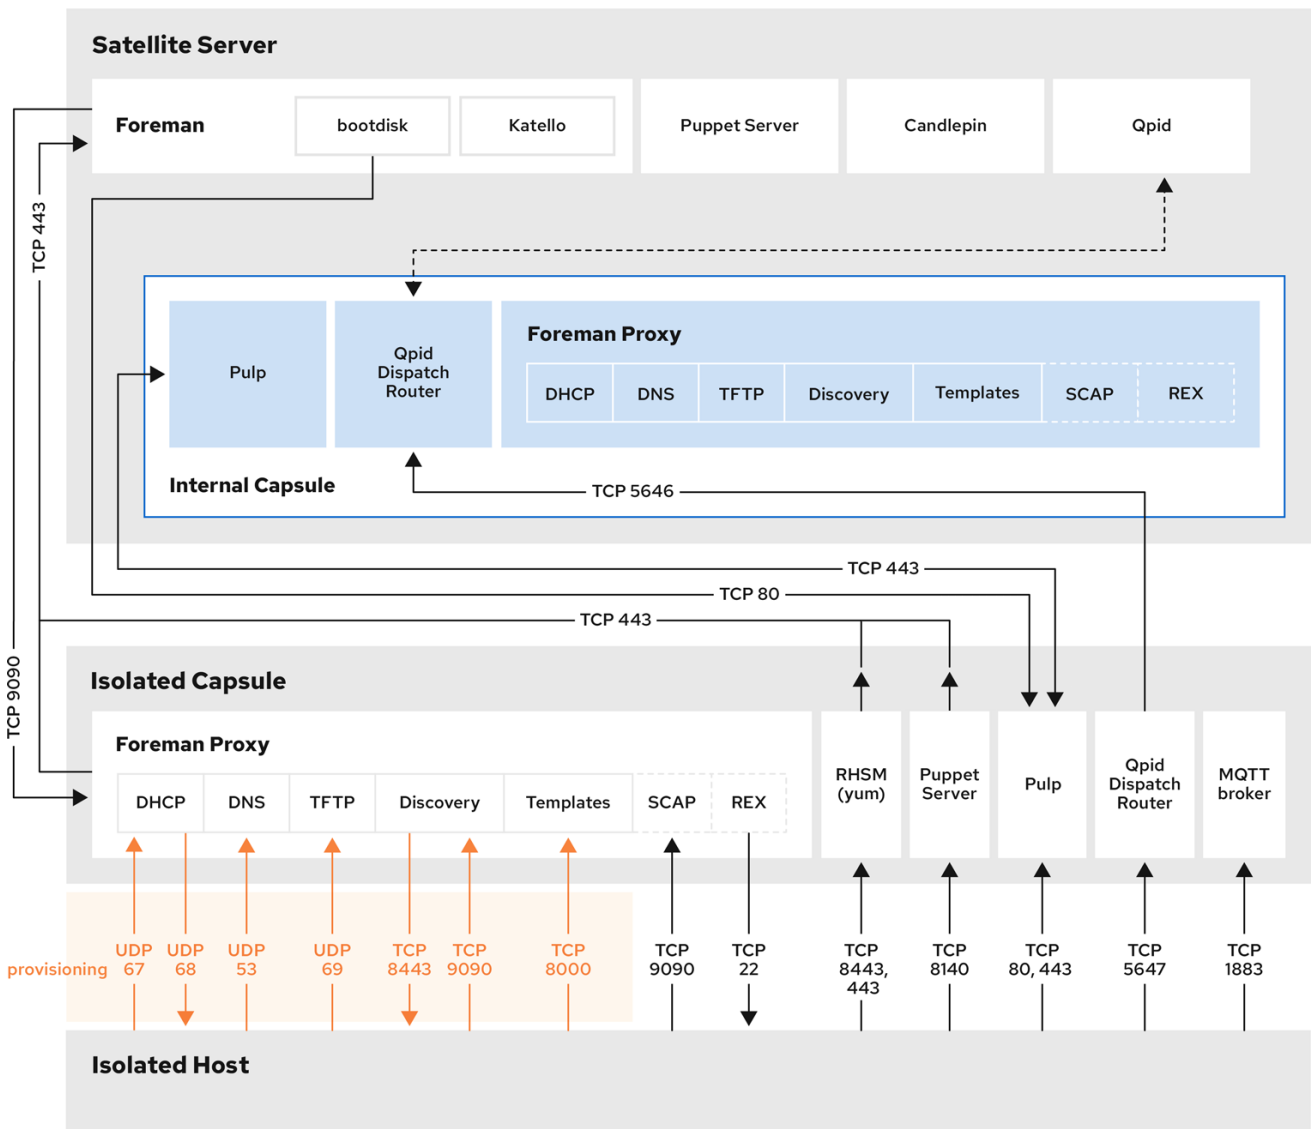 Satellite Server
Foreman
bootdisk
Katello
Puppet Server
Candlepin
Qpid
TCP 443
Pulp
Qpid
Dispatch
Router
Foreman Proxy
DHCP
DNS
TFTP
Discovery
Templates
SCAP
REX
Internal Capsule
TCP 5646
TCP 443
TCP 80
TCP 443
TCP 9090
Isolated Capsule
Foreman Proxy
DHCP
DNS
TFTP
Discovery
Templates
SCAP
REX
RHSM
(yum)
Puppet
Server
Pulp
Qpid
Dispatch
Router
MQTT
broker
provisioning
UDP
67
UDP
68
UDP
53
UDP
69
TCP
8443
TCP
9090
TCP
8000
TCP
9090
TCP
22
TCP
8443,
443
TCP
8140
TCP
80, 443
TCP
5647
TCP
1883
Isolated Host